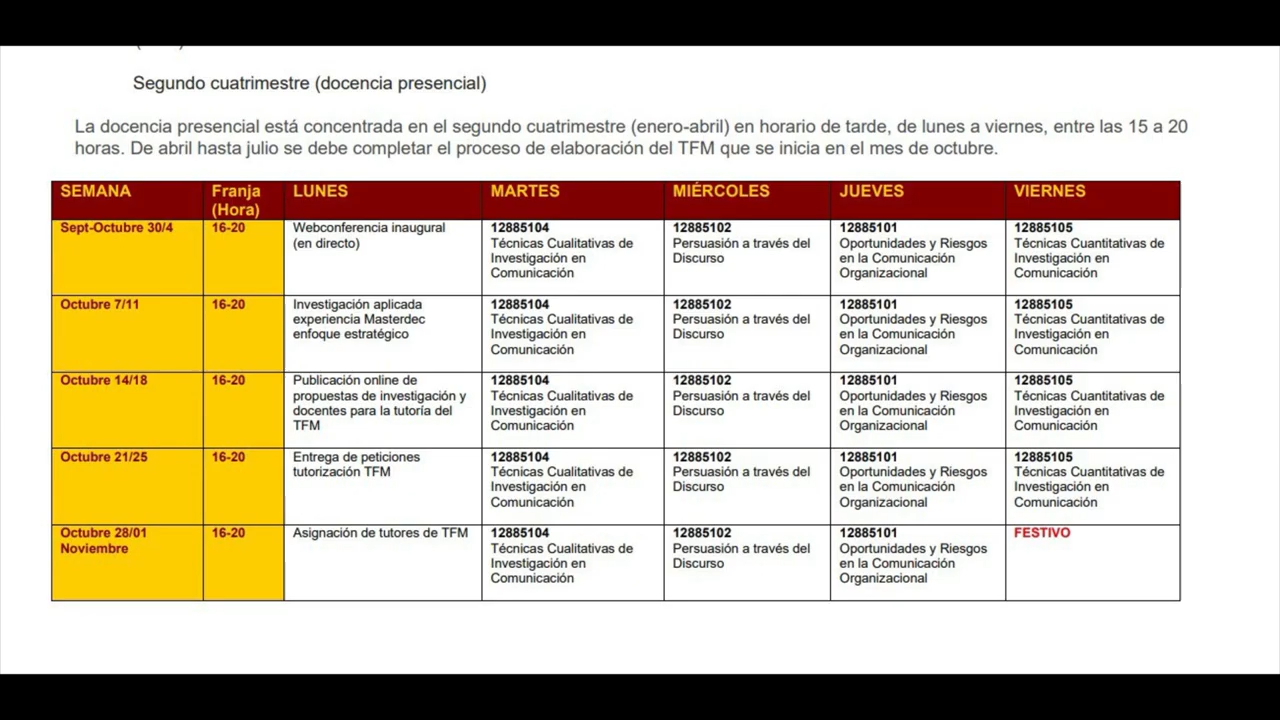 Segundo cuatrimestre (docencia presencial)
La docencia presencial está concentrada en el segundo cuatrimestre (enero-abril) en horario de tarde, de lunes a viernes, entre las 15 a 20
horas. De abril hasta julio se debe completar el proceso de elaboración del TFM que se inicia en el mes de octubre.
SEMANA
Franja
(Hora)
LUNES
MARTES
MIÉRCOLES
JUEVES
VIERNES
Sept-Octubre 30/4
16-20
Webconferencia inaugural
(en directo)
12885104
Técnicas Cualitativas de
Investigación en
Comunicación
12885102
Persuasión a través del
Discurso
12885101
Oportunidades y Riesgos
en la Comunicación
Organizacional
12885105
Técnicas Cuantitativas de
Investigación en
Comunicación
Octubre 7/11
16-20
Investigación aplicada
experiencia Masterdec
enfoque estratégico
12885104
Técnicas Cualitativas de
Investigación en
Comunicación
12885102
Persuasión a través del
Discurso
12885101
Oportunidades y Riesgos
en la Comunicación
Organizacional
12885105
Técnicas Cuantitativas de
Investigación en
Comunicación
Octubre 14/18
16-20
Publicación online de
propuestas de investigación y
docentes para la tutoría del
TFM
12885104
Técnicas Cualitativas de
Investigación en
Comunicación
12885102
Persuasión a través del
Discurso
12885101
Oportunidades y Riesgos
en la Comunicación
Organizacional
12885105
Técnicas Cuantitativas de
Investigación en
Comunicación
Octubre 21/25
16-20
Entrega de peticiones
tutorización TFM
12885104
Técnicas Cualitativas de
Investigación en
Comunicación
12885102
Persuasión a través del
Discurso
12885101
Oportunidades y Riesgos
en la Comunicación
Organizacional
12885105
Técnicas Cuantitativas de
Investigación en
Comunicación
Octubre 28/01
Noviembre
16-20
Asignación de tutores de TFM
12885104
Técnicas Cualitativas de
Investigación en
Comunicación
12885102
Persuasión a través del
Discurso
12885101
Oportunidades y Riesgos
en la Comunicación
Organizacional
FESTIVO